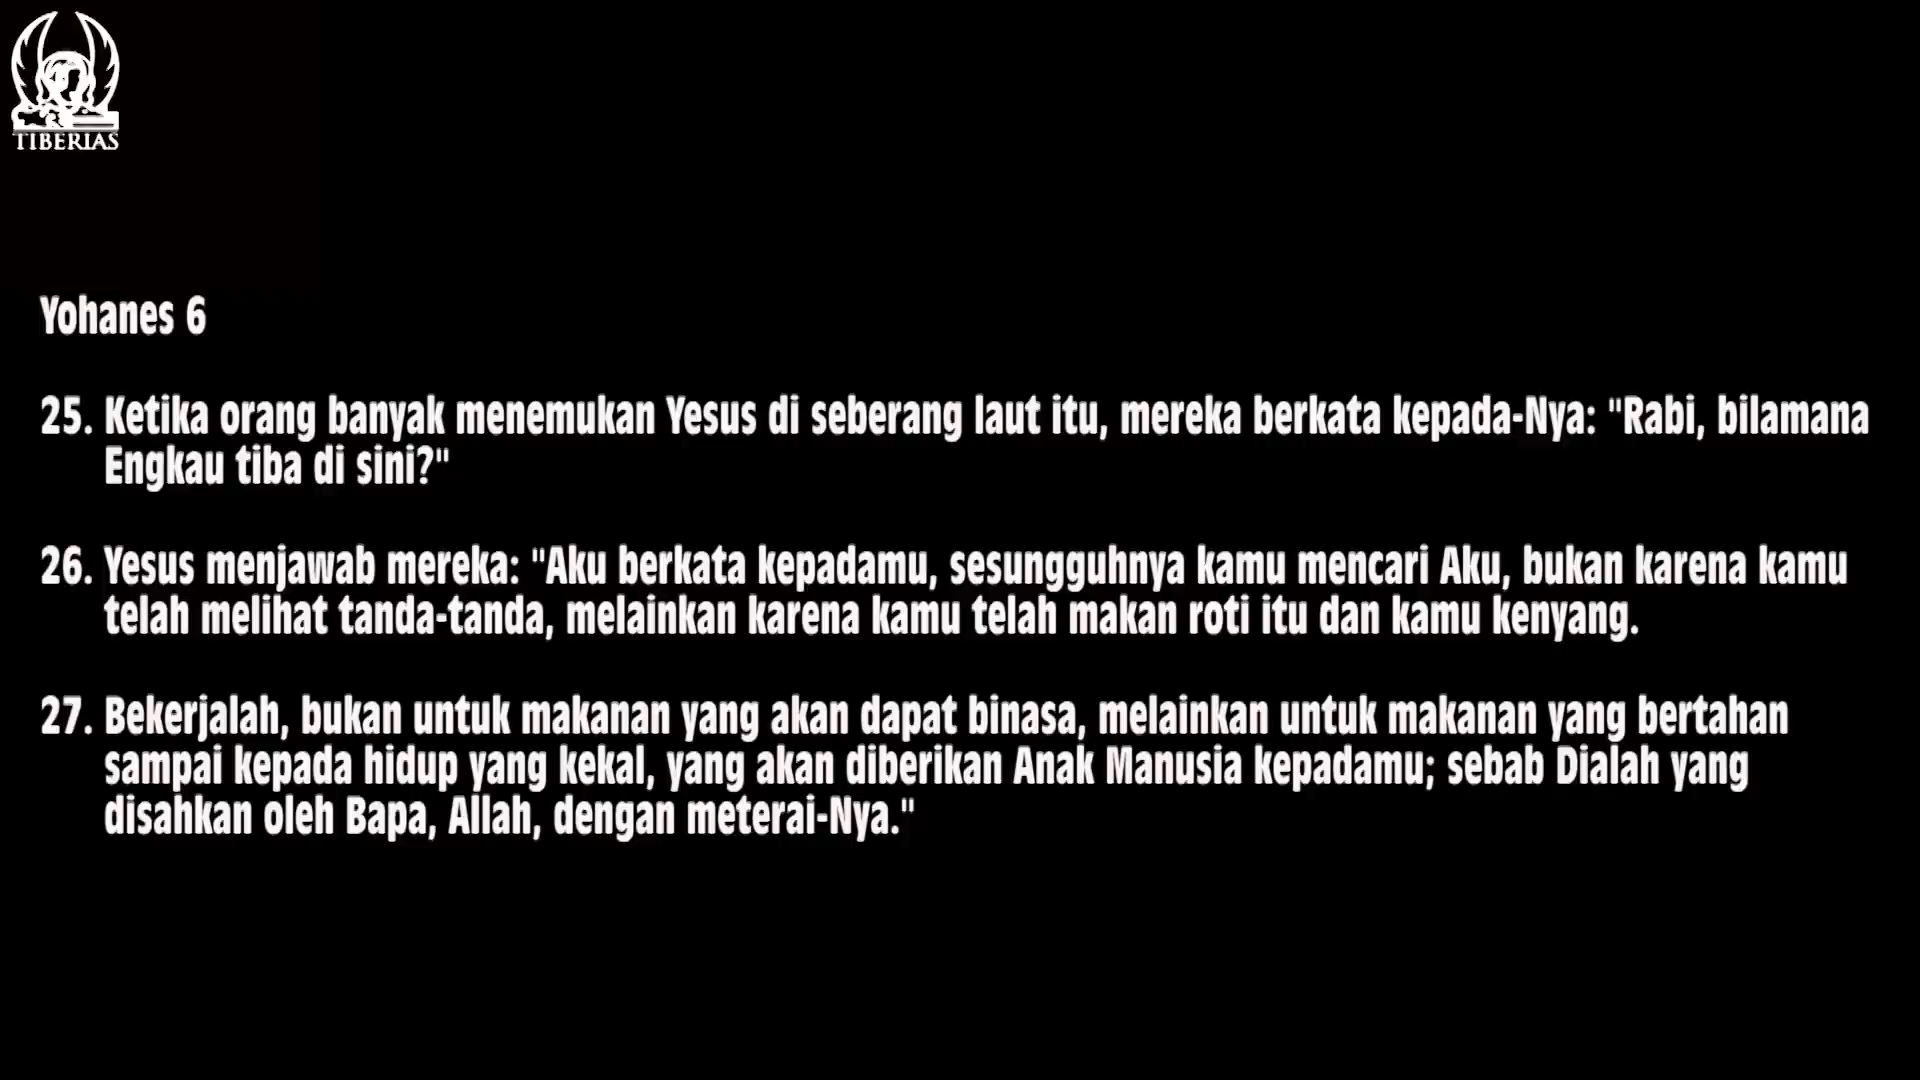 TIBERIAS
Yohanes 6
25. Ketika orang banyak menemukan Yesus di seberang laut itu, mereka berkata kepada-Nya: "Rabi, bilamana
Engkau tiba di sini?"
26. Yesus menjawab mereka: "Aku berkata kepadamu, sesungguhnya kamu mencari Aku, bukan karena kamu
telah melihat tanda-tanda, melainkan karena kamu telah makan roti itu dan kamu kenyang.
27. Bekerjalah, bukan untuk makanan yang akan dapat binasa, melainkan untuk makanan yang bertahan
sampai kepada hidup yang kekal, yang akan diberikan Anak Manusia kepadamu; sebab Dialah yang
disahkan oleh Bapa, Allah, dengan meterai-Nya."